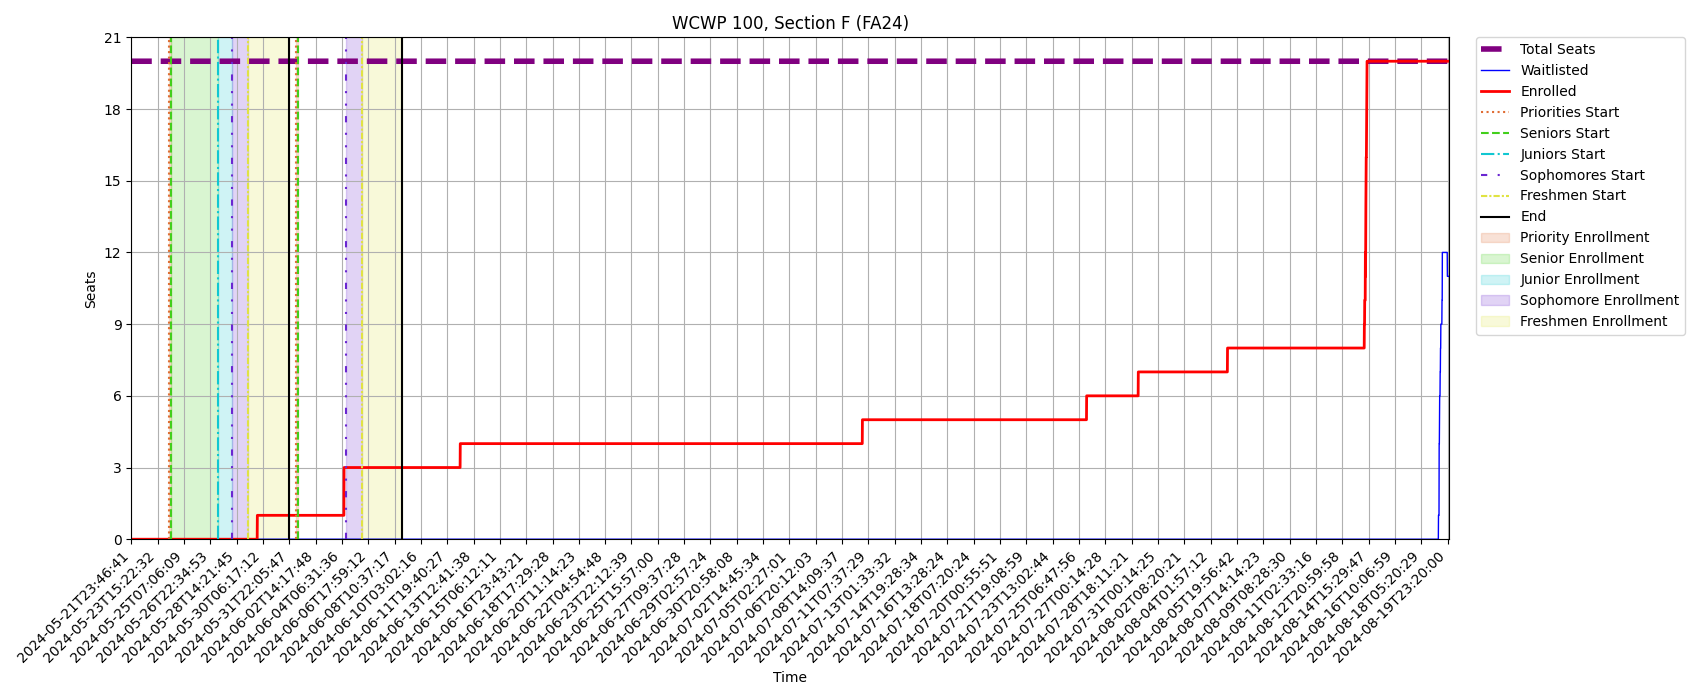 WCWP 100, Section F (FA24)
21
18
15
12
9
6
3
0
Seats
2024-05-21T23:46:41
2024-05-23T15:22:32
2024-05-25T07:06:09
2024-05-26T22:34:53
2024-05-28T14:21:45
2024-05-30T06:17:12
2024-05-31T22:05:47
2024-06-02T14:17:48
2024-06-04T06:31:36
2024-06-06T17:59:12
2024-06-08T10:37:17
2024-06-10T03:02:16
2024-06-11T19:40:27
2024-06-13T12:41:38
2024-06-15T06:12:11
2024-06-16T23:43:21
2024-06-18T17:29:28
2024-06-20T11:14:23
2024-06-22T04:54:48
2024-06-23T22:12:39
2024-06-25T15:57:00
2024-06-27T09:37:28
2024-06-29T02:57:24
2024-06-30T20:58:08
2024-07-02T14:45:34
2024-07-05T02:27:01
2024-07-06T20:12:03
2024-07-08T14:09:37
2024-07-11T07:37:29
2024-07-13T01:33:32
2024-07-14T19:28:34
2024-07-16T13:28:24
2024-07-18T07:20:24
2024-07-20T00:55:51
2024-07-21T19:08:59
2024-07-23T13:02:44
2024-07-25T06:47:56
2024-07-27T00:14:28
2024-07-28T18:11:21
2024-07-31T00:14:25
2024-08-02T08:20:21
2024-08-04T01:57:12
2024-08-05T19:56:42
2024-08-07T14:14:23
2024-08-09T08:28:30
2024-08-11T02:33:16
2024-08-12T20:59:58
2024-08-14T15:29:47
2024-08-16T10:06:59
2024-08-18T05:20:29
2024-08-19T23:20:00
Time
Total Seats
Waitlisted
Enrolled
Priorities Start
Seniors Start
Juniors Start
Sophomores Start
Freshmen Start
End
Priority Enrollment
Senior Enrollment
Junior Enrollment
Sophomore Enrollment
Freshmen Enrollment